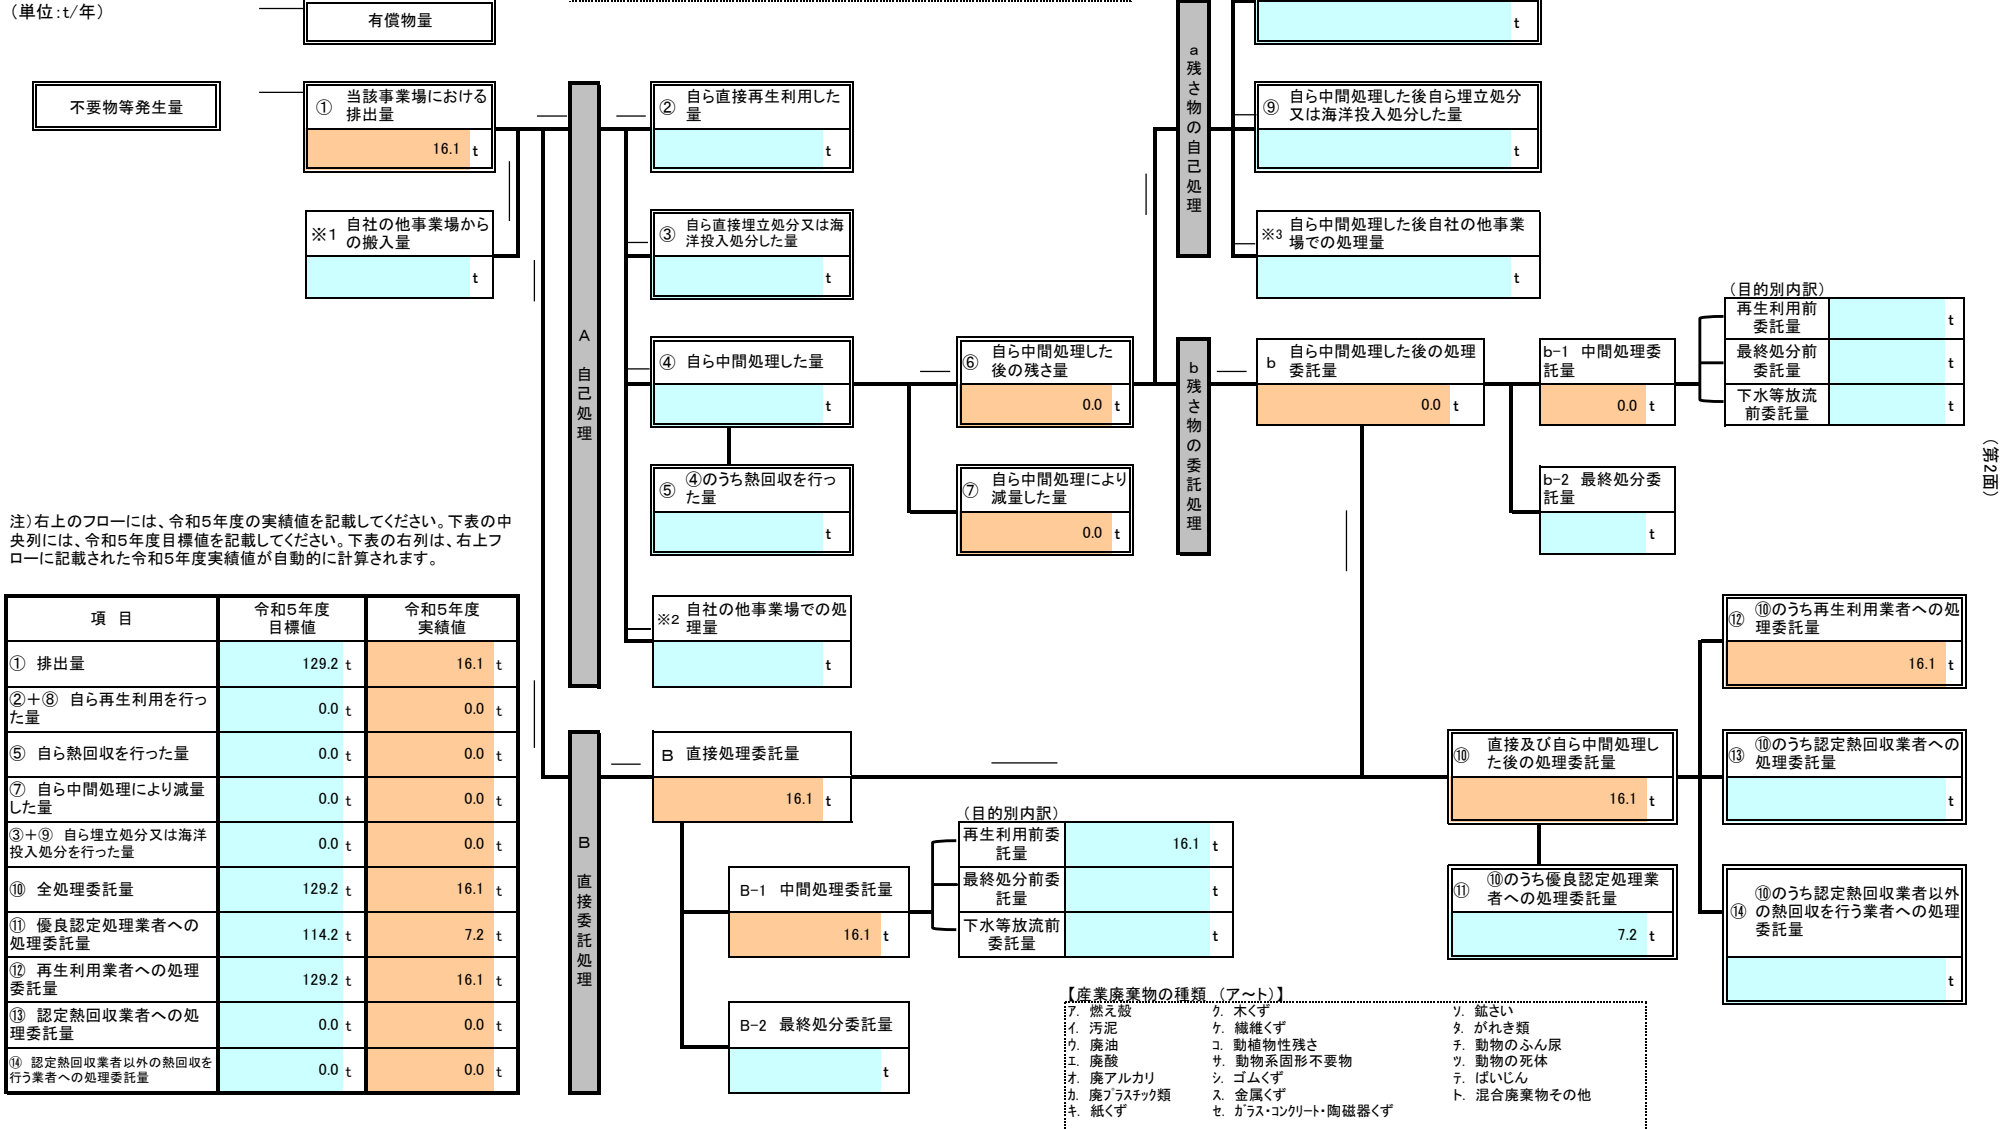 （単位：t/年）
有償物量
不要物等発生量
① 当該事業場における
排出量
16.1 t
※1 自社の他事業場から
の搬入量
t
A 自己処理
② 自ら直接再生利用した
量
t
③ 自ら直接埋立処分又は海
洋投入処分した量
t
④ 自ら中間処理した量
t
⑤ ④のうち熱回収を行っ
た量
t
※2 自社の他事業場での処
理量
t
⑥ 自ら中間処理した
後の残さ量
0.0 t
⑦ 自ら中間処理により
減量した量
0.0 t
a 残さ物の自己処理
t
⑨ 自ら中間処理した後自ら埋立処分
又は海洋投入処分した量
t
※3 自ら中間処理した後自社の他事業
場での処理量
t
b 残さ物の委託処理
b 自ら中間処理した後の処理
委託量
0.0 t
b-1 中間処理委
託量
0.0 t
b-2 最終処分委
託量
t
（目的別内訳）
再生利用前
委託量
t
最終処分前
委託量
t
下水等放流
前委託量
t
（第2面）
注）右上のフローには、令和5年度の実績値を記載してください。下表の中
央列には、令和5年度目標値を記載してください。下表の右列は、右上フ
ローに記載された令和5年度実績値が自動的に計算されます。
項 目
令和5年度
目標値
令和5年度
実績値
① 排出量 129.2 t 16.1 t
②＋⑧ 自ら再生利用を行っ
た量
0.0 t 0.0 t
⑤ 自ら熱回収を行った量 0.0 t 0.0 t
⑦ 自ら中間処理により減量
した量
0.0 t 0.0 t
③＋⑨ 自ら埋立処分又は海洋
投入処分を行った量
0.0 t 0.0 t
⑩ 全処理委託量 129.2 t 16.1 t
⑪ 優良認定処理業者への
処理委託量
114.2 t 7.2 t
⑫ 再生利用業者への処理
委託量
129.2 t 16.1 t
⑬ 認定熱回収業者への処
理委託量
0.0 t 0.0 t
⑭ 認定熱回収業者以外の熱回収を
行う業者への処理委託量
0.0 t 0.0 t
B 直接委託処理
B 直接処理委託量
16.1 t
B-1 中間処理委託量
16.1 t
B-2 最終処分委託量
t
（目的別内訳）
再生利用前委
託量
16.1 t
最終処分前委
託量
t
下水等放流前
委託量
t
⑩ 直接及び自ら中間処理し
た後の処理委託量
16.1 t
⑪ ⑩のうち優良認定処理業
者への処理委託量
7.2 t
⑫ ⑩のうち再生利用業者への処
理委託量
16.1 t
⑬ ⑩のうち認定熱回収業者への
処理委託量
t
⑭ ⑩のうち認定熱回収業者以外
の熱回収を行う業者への処理
委託量
t
【産業廃棄物の種類 （ア～ト）】
ア. 燃え殻 ク. 木くず ソ. 鉱さい
イ. 汚泥 ケ. 繊維くず タ. がれき類
ウ. 廃油 コ. 動植物性残さ チ. 動物のふん尿
エ. 廃酸 サ. 動物系固形不要物 ツ. 動物の死体
オ. 廃アルカリ シ. ゴムくず テ. ばいじん
カ. 廃プラスチック類 ス. 金属くず ト. 混合廃棄物その他
キ. 紙くず セ. ガラス・コンクリート・陶磁器くず